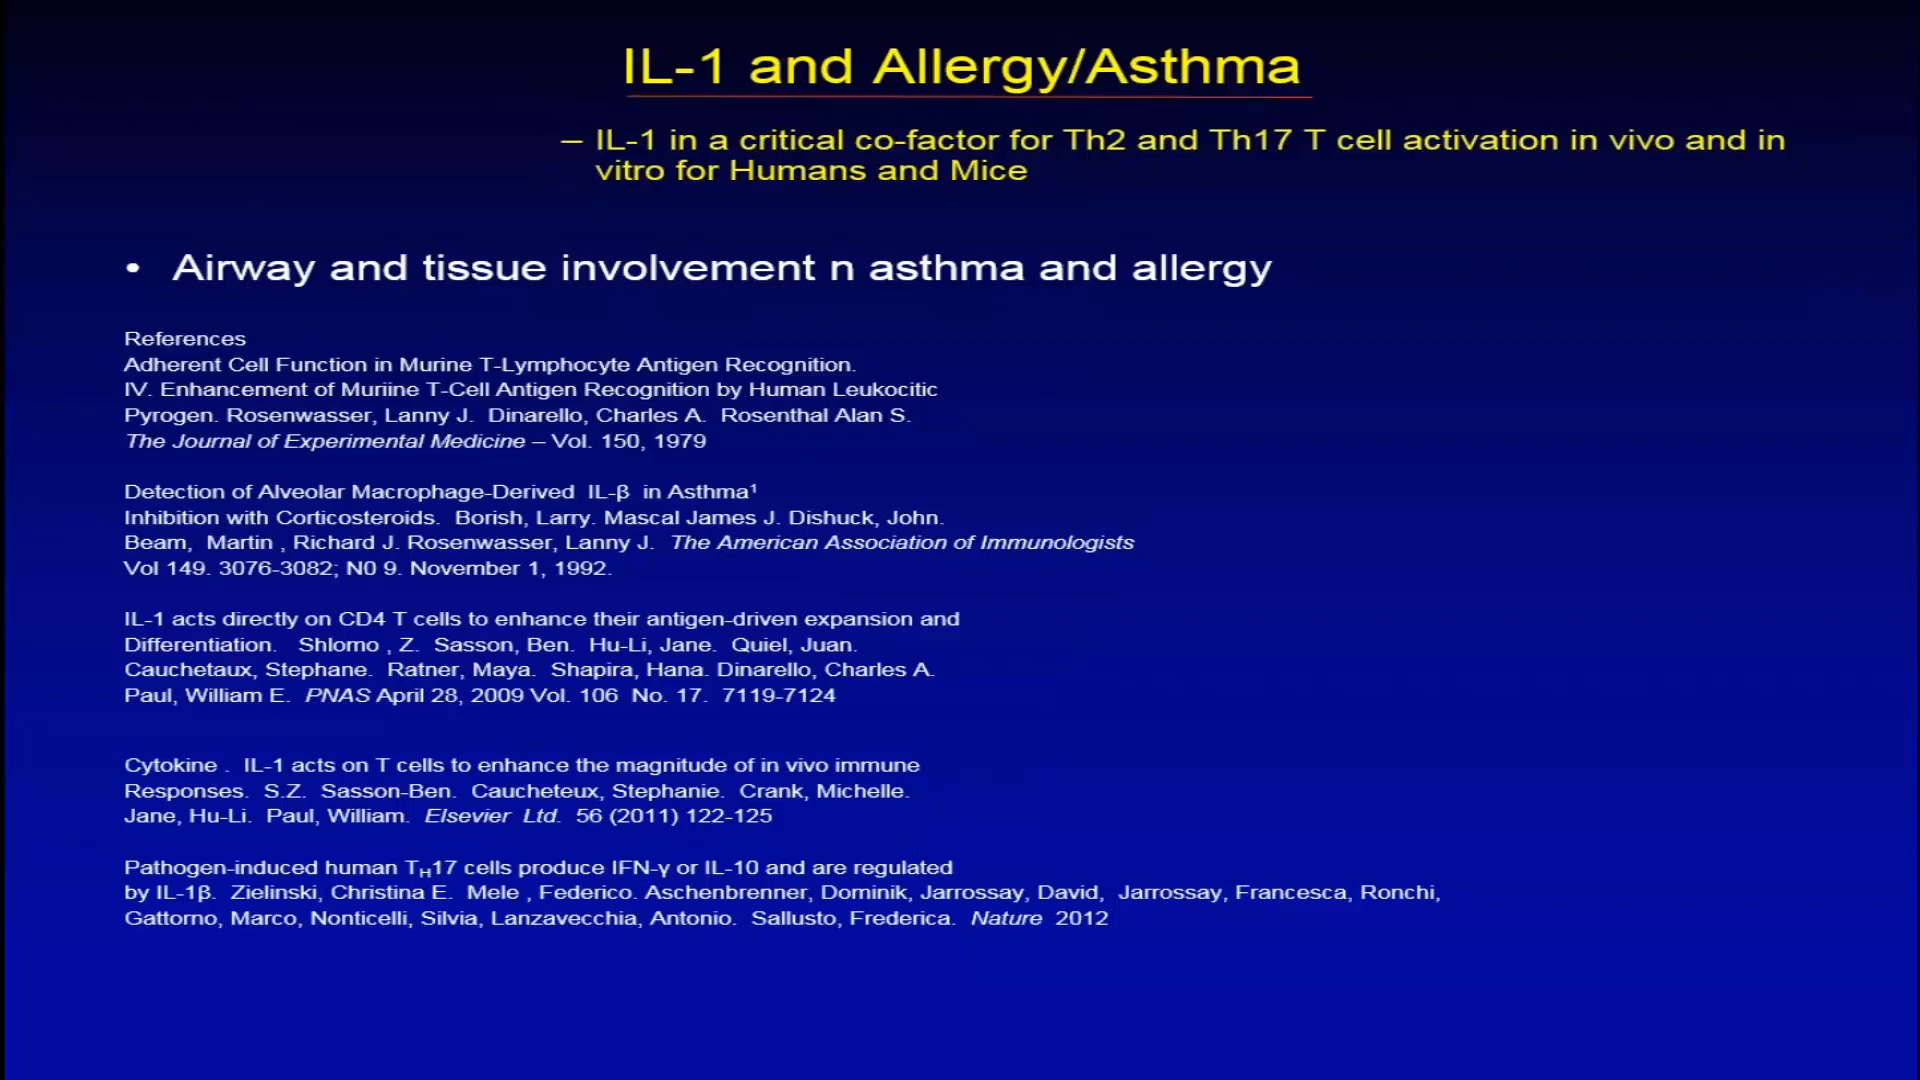 IL-1 and Allergy/Asthma
– IL-1 in a critical co-factor for Th2 and Th17 T cell activation in vivo and in
vitro for Humans and Mice
• Airway and tissue involvement n asthma and allergy
References
Adherent Cell Function in Murine T-Lymphocyte Antigen Recognition.
IV. Enhancement of Muriine T-Cell Antigen Recognition by Human Leukocitic
Pyrogen. Rosenwasser, Lanny J. Dinarello, Charles A. Rosenthal Alan S.
The Journal of Experimental Medicine – Vol. 150, 1979
Detection of Alveolar Macrophage-Derived IL-β in Asthma¹
Inhibition with Corticosteroids. Borish, Larry. Mascal James J. Dishuck, John.
Beam, Martin , Richard J. Rosenwasser, Lanny J. The American Association of Immunologists
Vol 149. 3076-3082; N0 9. November 1, 1992.
IL-1 acts directly on CD4 T cells to enhance their antigen-driven expansion and
Differentiation. Shlomo , Z. Sasson, Ben. Hu-Li, Jane. Quiel, Juan.
Cauchetaux, Stephane. Ratner, Maya. Shapira, Hana. Dinarello, Charles A.
Paul, William E. PNAS April 28, 2009 Vol. 106 No. 17. 7119-7124
Cytokine . IL-1 acts on T cells to enhance the magnitude of in vivo immune
Responses. S.Z. Sasson-Ben. Caucheteux, Stephanie. Crank, Michelle.
Jane, Hu-Li. Paul, William. Elsevier Ltd. 56 (2011) 122-125
Pathogen-induced human TH17 cells produce IFN-γ or IL-10 and are regulated
by IL-1β. Zielinski, Christina E. Mele , Federico. Aschenbrenner, Dominik, Jarrossay, David, Jarrossay, Francesca, Ronchi,
Gattorno, Marco, Nonticelli, Silvia, Lanzavecchia, Antonio. Sallusto, Frederica. Nature 2012